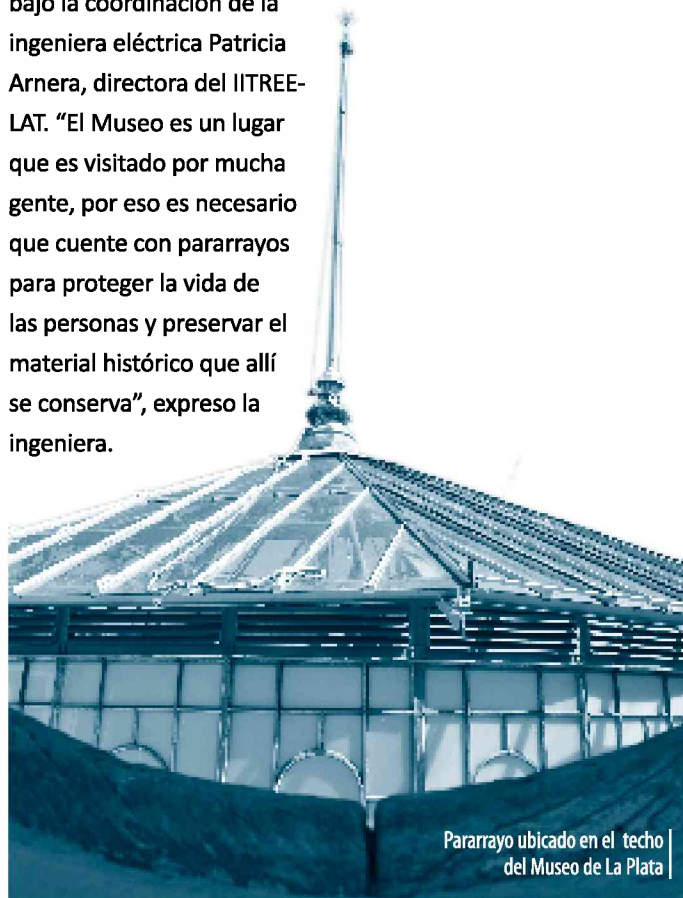 bajo la coordinación de la
ingeniera eléctrica Patricia
Arnera, directora del IITREE-
LAT. “El Museo es un lugar
que es visitado por mucha
gente, por eso es necesario
que cuente con pararrayos
para proteger la vida de
las personas y preservar el
material histórico que allí
se conserva”, expreso la
ingeniera.
Pararrayo ubicado en el techo
del Museo de La Plata